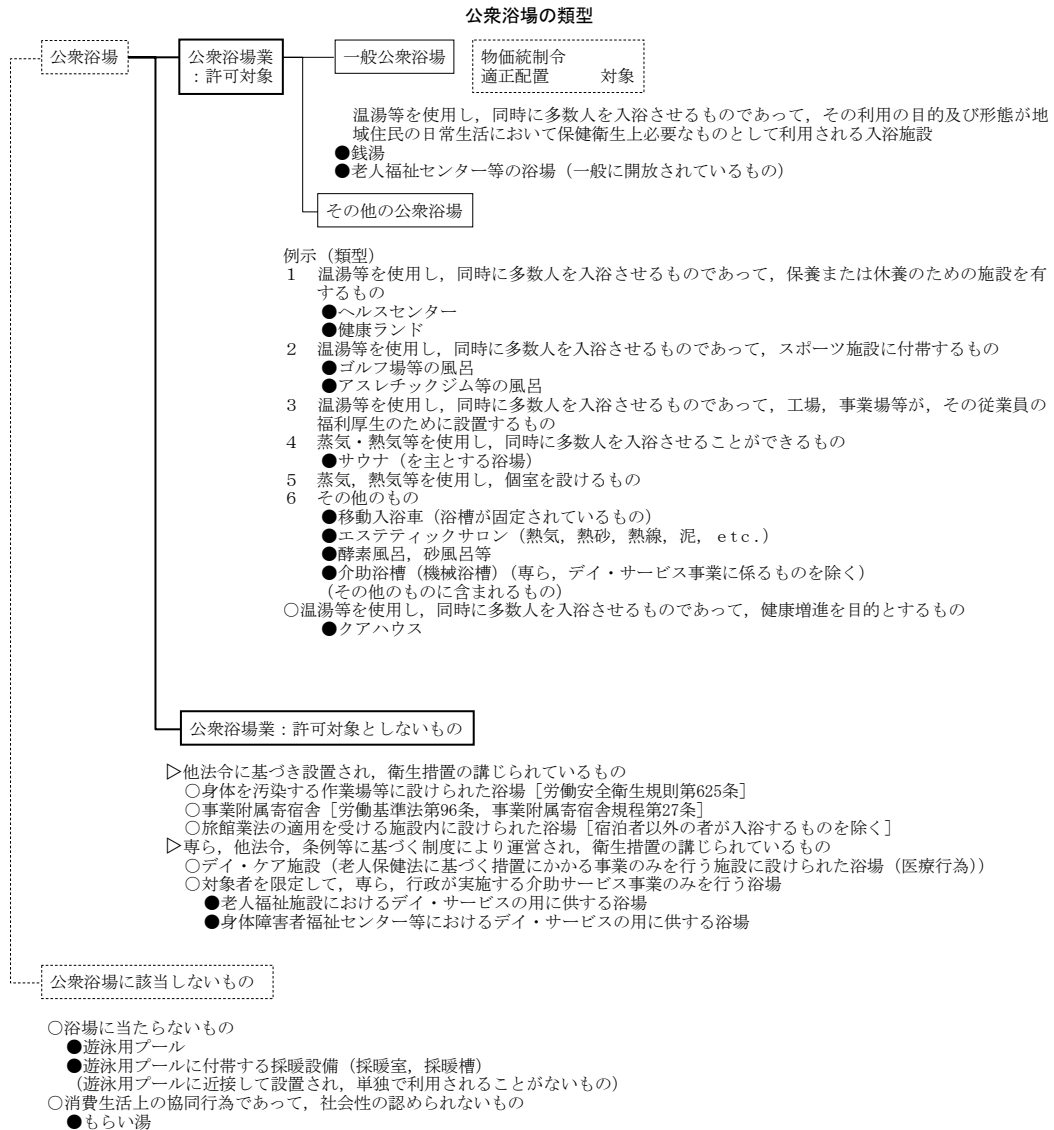 公衆浴場の類型
公衆浴場
公衆浴場業
：許可対象
一般公衆浴場
物価統制令
適正配置　　　対象
温湯等を使用し，同時に多数人を入浴させるものであって，その利用の目的及び形態が地
域住民の日常生活において保健衛生上必要なものとして利用される入浴施設
●銭湯
●老人福祉センター等の浴場（一般に開放されているもの）
その他の公衆浴場
例示（類型）
１　温湯等を使用し，同時に多数人を入浴させるものであって，保養または休養のための施設を有
するもの
●ヘルスセンター
●健康ランド
２　温湯等を使用し，同時に多数人を入浴させるものであって，スポーツ施設に付帯するもの
●ゴルフ場等の風呂
●アスレチックジム等の風呂
３　温湯等を使用し，同時に多数人を入浴させるものであって，工場，事業場等が，その従業員の
福利厚生のために設置するもの
４　蒸気・熱気等を使用し，同時に多数人を入浴させることができるもの
●サウナ（を主とする浴場）
５　蒸気，熱気等を使用し，個室を設けるもの
６　その他のもの
●移動入浴車（浴槽が固定されているもの）
●エステティックサロン（熱気，熱砂，熱線，泥，etc.）
●酵素風呂，砂風呂等
●介助浴槽（機械浴槽）（専ら，デイ・サービス事業に係るものを除く）
（その他のものに含まれるもの）
○温湯等を使用し，同時に多数人を入浴させるものであって，健康増進を目的とするもの
●クアハウス
公衆浴場業：許可対象としないもの
▷他法令に基づき設置され，衛生措置の講じられているもの
○身体を汚染する作業場等に設けられた浴場［労働安全衛生規則第625条］
○事業附属寄宿舎［労働基準法第96条，事業附属寄宿舎規程第27条］
○旅館業法の適用を受ける施設内に設けられた浴場［宿泊者以外の者が入浴するものを除く］
▷専ら，他法令，条例等に基づく制度により運営され，衛生措置の講じられているもの
○デイ・ケア施設（老人保健法に基づく措置にかかる事業のみを行う施設に設けられた浴場（医療行為））
○対象者を限定して，専ら，行政が実施する介助サービス事業のみを行う浴場
●老人福祉施設におけるデイ・サービスの用に供する浴場
●身体障害者福祉センター等におけるデイ・サービスの用に供する浴場
公衆浴場に該当しないもの
○浴場に当たらないもの
●遊泳用プール
●遊泳用プールに付帯する採暖設備（採暖室，採暖槽）
（遊泳用プールに近接して設置され，単独で利用されることがないもの）
○消費生活上の協同行為であって，社会性の認められないもの
●もらい湯